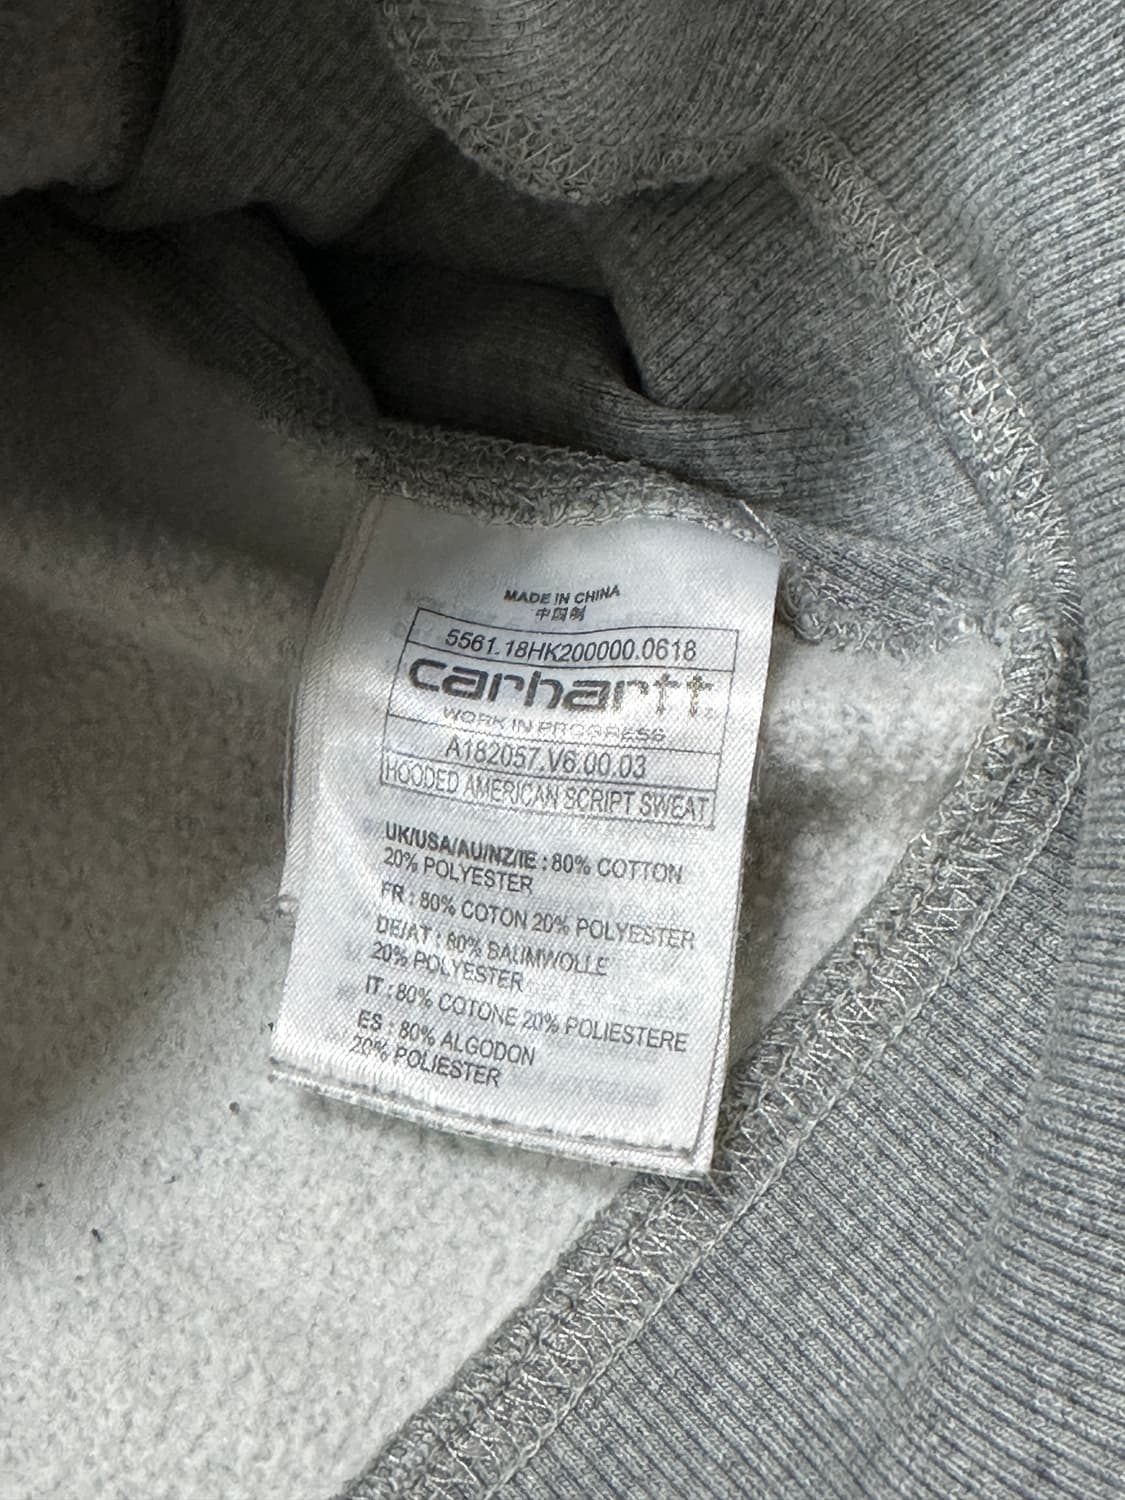 MADE IN CHINA
中国制
5561.18HK200000.0618
carhartt
WORK IN PROGRESS
A182057.V6.00.03
HOODED AMERICAN SCRIPT SWEAT
UK/USA/AU/NZ/IE : 80% COTTON
20% POLYESTER
FR : 80% COTON 20% POLYESTER
DE/AT : 80% BAUMWOLLE
20% POLYESTER
IT : 80% COTONE 20% POLIESTERE
ES : 80% ALGODON
20% POLIESTER